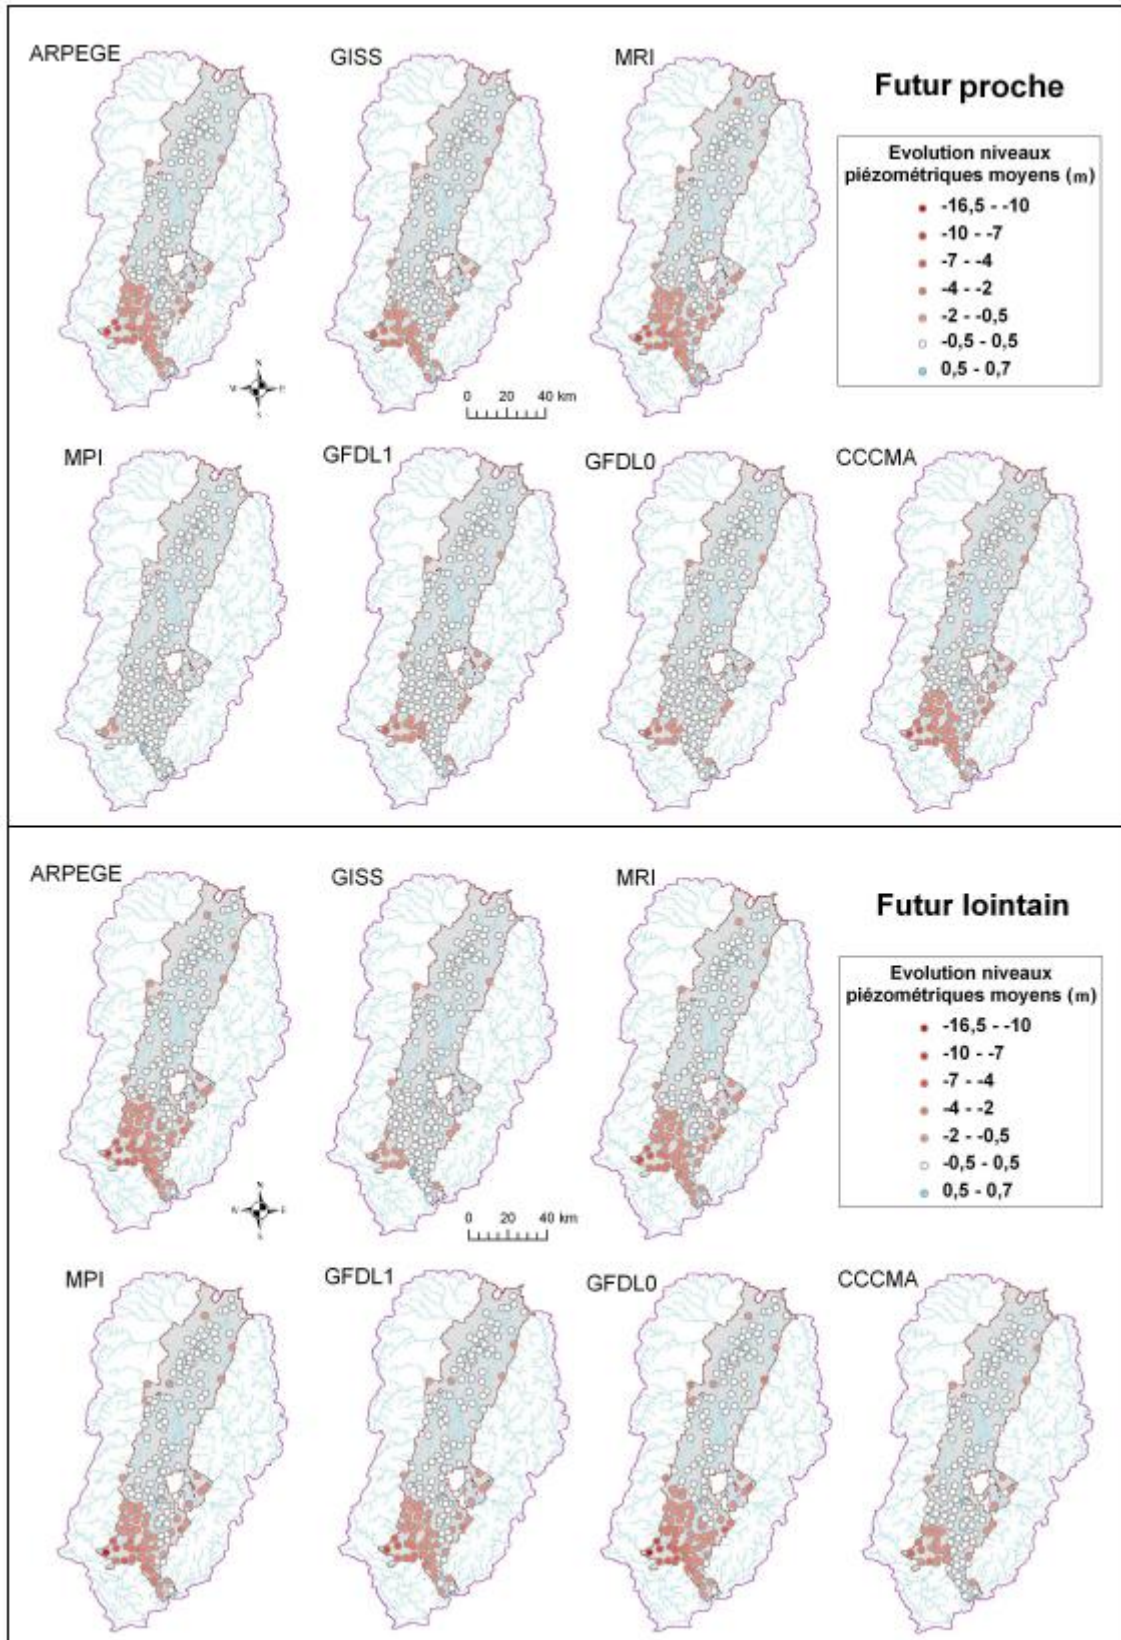 ARPEGE
GISS
MRI
Futur proche
Evolution niveaux
piézométriques moyens (m)
-16,5 - -10
-10 - -7
-7 - -4
-4 - -2
-2 - -0,5
-0,5 - 0,5
0,5 - 0,7
N
W E
S
0 20 40 km
MPI
GFDL1
GFDL0
CCCMA
ARPEGE
GISS
MRI
Futur lointain
Evolution niveaux
piézométriques moyens (m)
-16,5 - -10
-10 - -7
-7 - -4
-4 - -2
-2 - -0,5
-0,5 - 0,5
0,5 - 0,7
N
W E
S
0 20 40 km
MPI
GFDL1
GFDL0
CCCMA